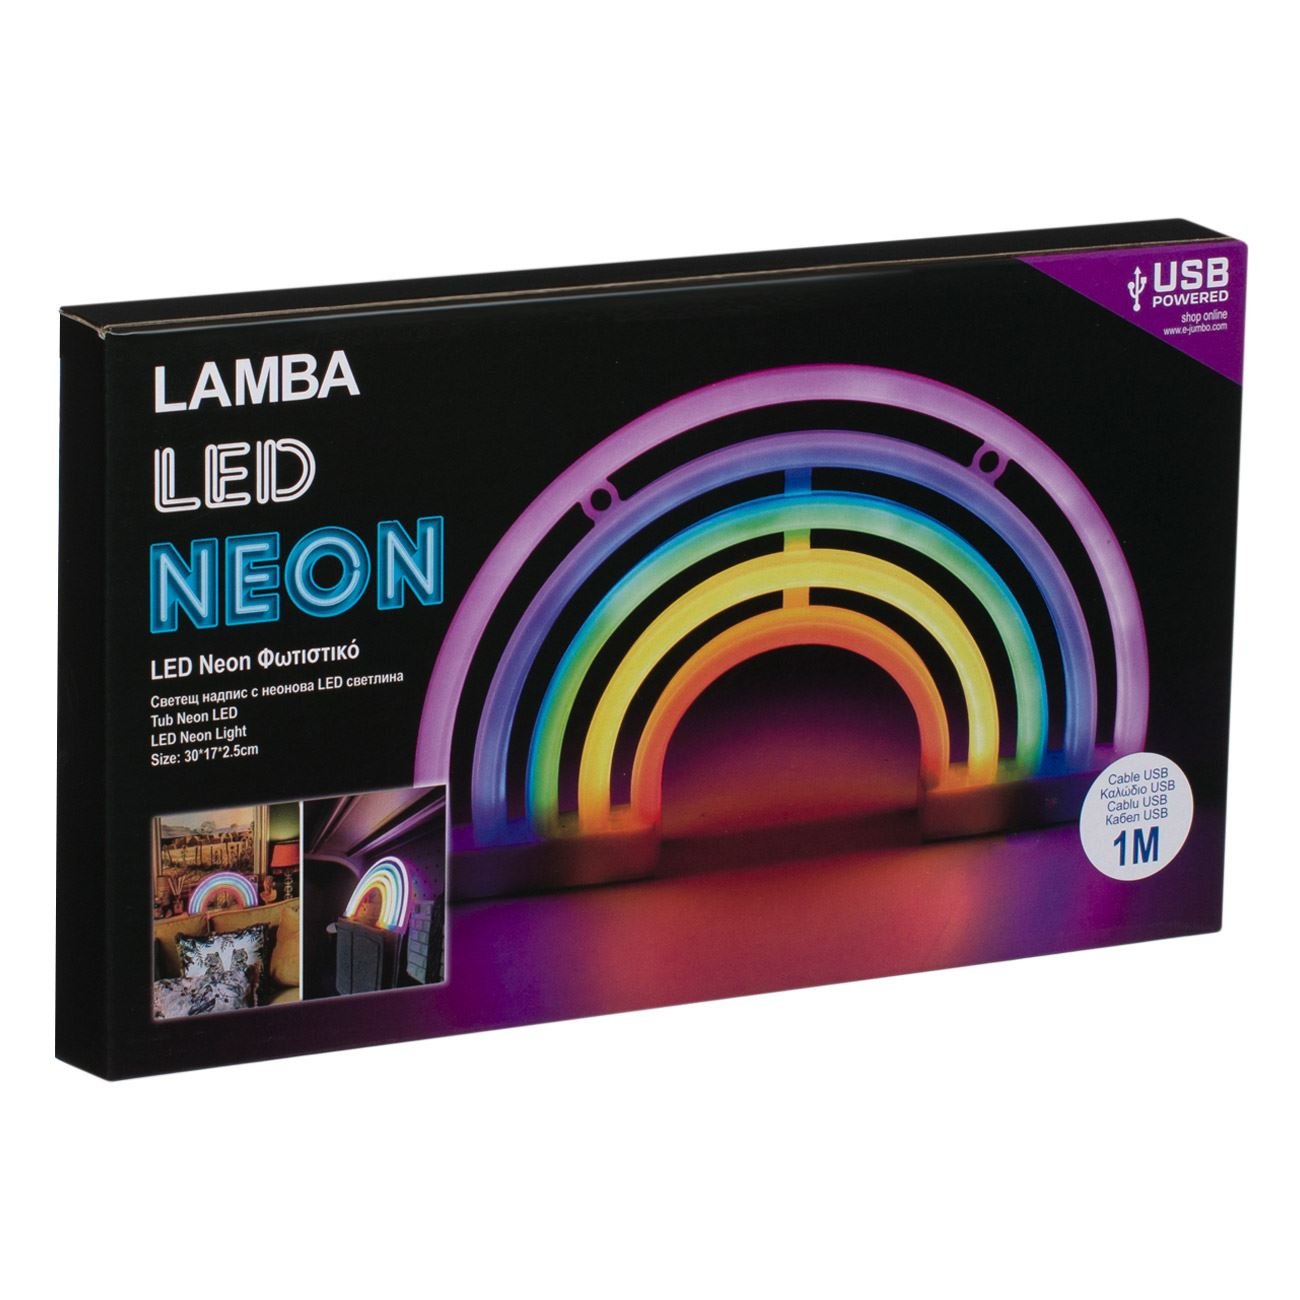 USB
POWERED
shop online
www.e-jumbo.com
LAMBA
LED
NEON
LED Neon Φωτιστικό
Светещ надпис с неонова LED светлина
Tub Neon LED
LED Neon Light
Size: 30*17*2.5cm
Cable USB
Καλώδιο USB
Cablu USB
Кабел USB
1M